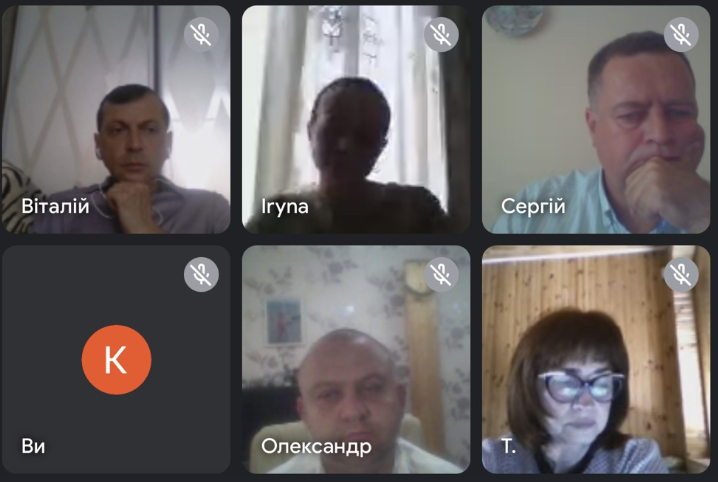 Віталій
Iryna
Сергій
К
Ви
Олександр
Т.